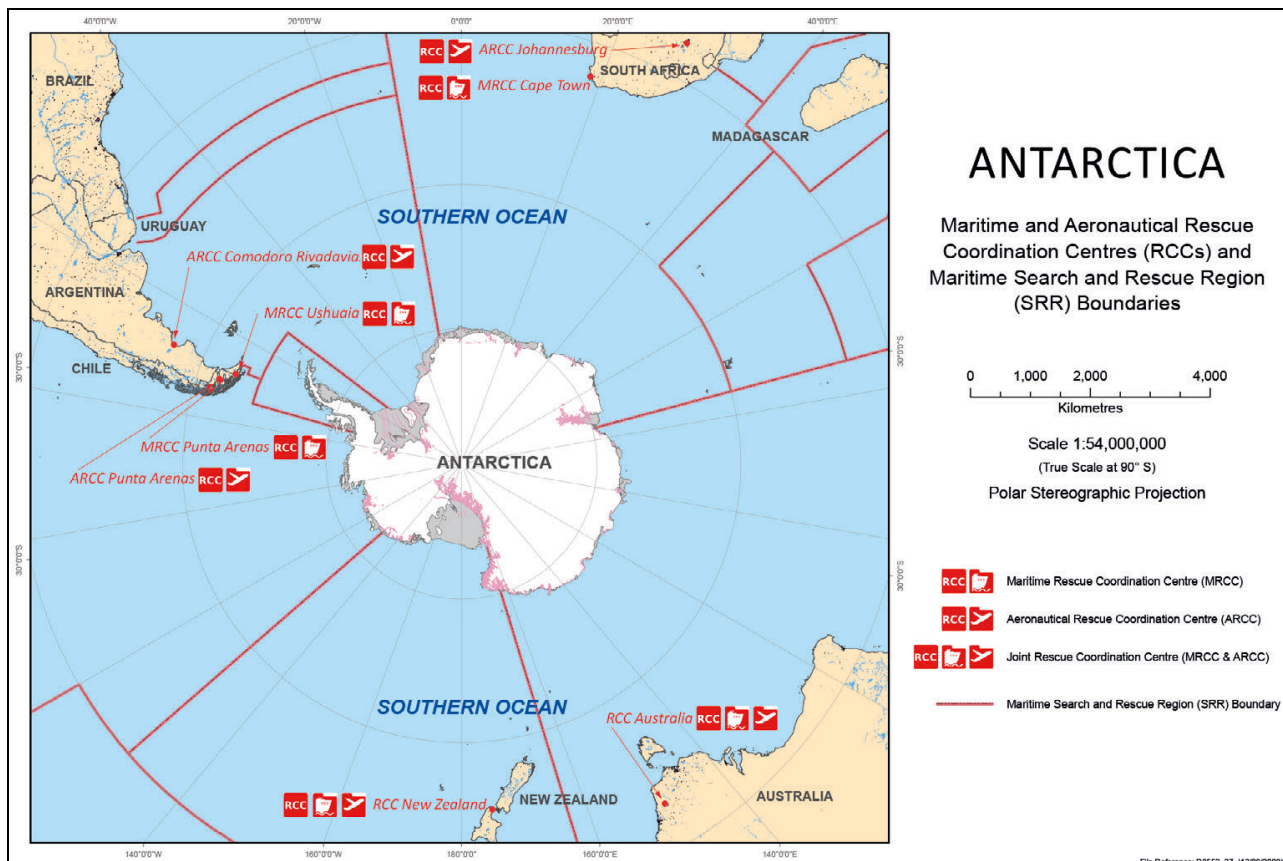 40°0'0"W
20°0'0"W
0°0'0"
20°0'0"E
40°0'0"E
RCC ARCC Johannesburg
SOUTH AFRICA
RCC MRCC Cape Town
BRAZIL
MADAGASCAR
SOUTHERN OCEAN
URUGUAY
ARCC Comodoro Rivadavia RCC
ARGENTINA
MRCC Ushuaia RCC
CHILE
30°0'0"S
30°0'0"S
MRCC Punta Arenas RCC
ARCC Punta Arenas RCC
ANTARCTICA
30°0'0"S
30°0'0"S
SOUTHERN OCEAN
RCC Australia RCC
RCC RCC New Zealand
NEW ZEALAND
AUSTRALIA
140°0'0"W
160°0'0"W
180°0'0"
160°0'0"E
140°0'0"E
ANTARCTICA
Maritime and Aeronautical Rescue
Coordination Centres (RCCs) and
Maritime Search and Rescue Region
(SRR) Boundaries
0 1,000 2,000 4,000
Kilometres
Scale 1:54,000,000
(True Scale at 90° S)
Polar Stereographic Projection
RCC Maritime Rescue Coordination Centre (MRCC)
RCC Aeronautical Rescue Coordination Centre (ARCC)
RCC Joint Rescue Coordination Centre (MRCC & ARCC)
Maritime Search and Rescue Region (SRR) Boundary